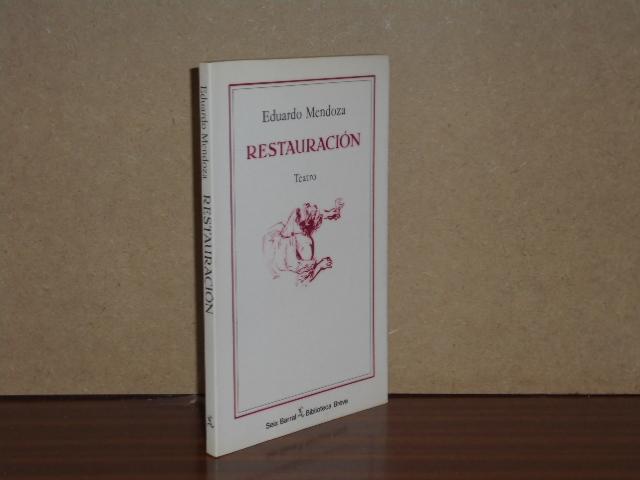 Eduardo Mendoza
RESTAURACIÓN
Teatro
Seix Barral Biblioteca Breve
Eduardo Mendoza RESTAURACIÓN